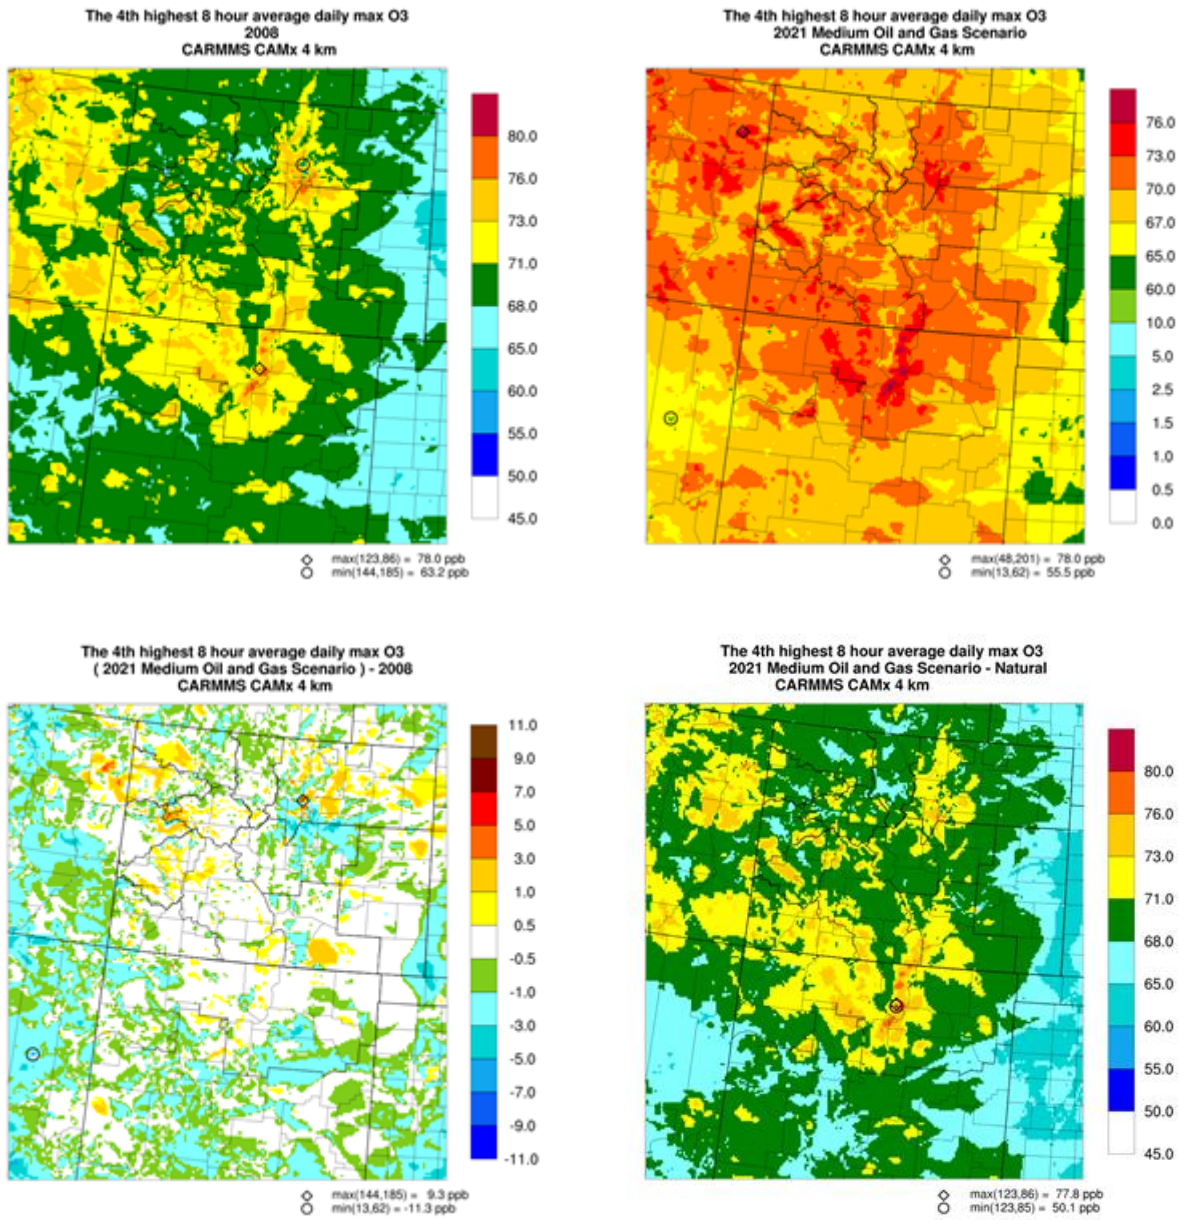 The 4th highest 8 hour average daily max O3
2008
CARMMS CAMx 4 km
80.0
76.0
73.0
71.0
68.0
65.0
60.0
55.0
50.0
45.0
max(123,86) = 78.0 ppb
min(144,185) = 63.2 ppb
The 4th highest 8 hour average daily max O3
2021 Medium Oil and Gas Scenario
CARMMS CAMx 4 km
76.0
73.0
70.0
67.0
65.0
60.0
10.0
5.0
2.5
1.5
1.0
0.5
0.0
max(48,201) = 78.0 ppb
min(13,62) = 55.5 ppb
The 4th highest 8 hour average daily max O3
( 2021 Medium Oil and Gas Scenario ) - 2008
CARMMS CAMx 4 km
11.0
9.0
7.0
5.0
3.0
1.0
0.5
-0.5
-1.0
-3.0
-5.0
-7.0
-9.0
-11.0
max(144,185) = 9.3 ppb
min(13,62) = -11.3 ppb
The 4th highest 8 hour average daily max O3
2021 Medium Oil and Gas Scenario - Natural
CARMMS CAMx 4 km
80.0
76.0
73.0
71.0
68.0
65.0
60.0
55.0
50.0
45.0
max(123,86) = 77.8 ppb
min(123,85) = 50.1 ppb